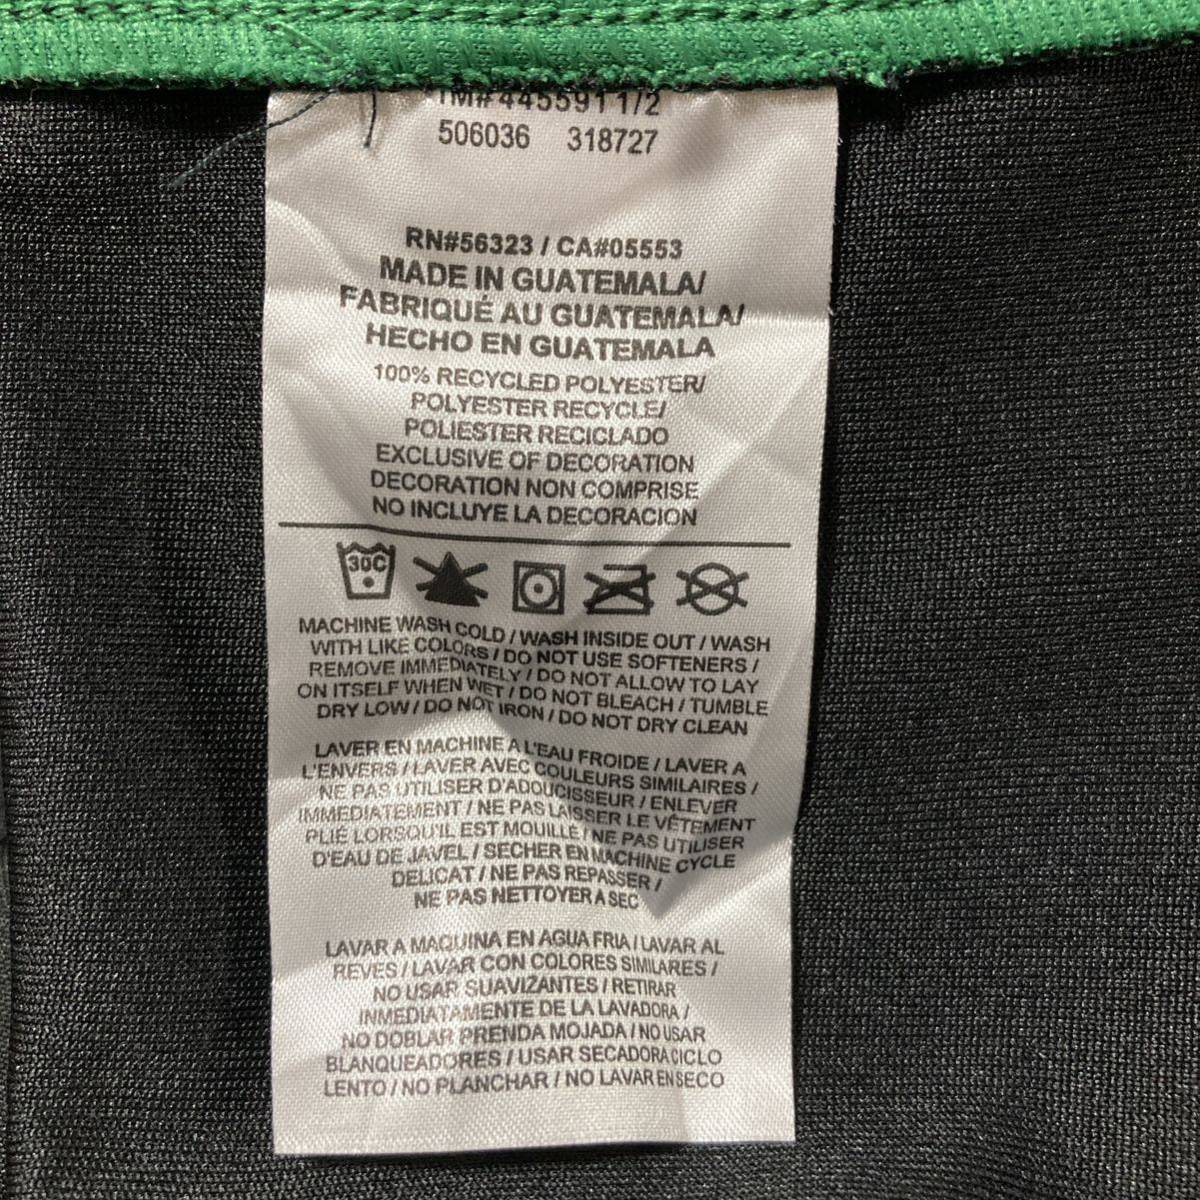 TM#445591 1/2
506036 318727
RN#56323 / CA#05553
MADE IN GUATEMALA/
FABRIQUÉ AU GUATEMALA/
HECHO EN GUATEMALA
100% RECYCLED POLYESTER/
POLYESTER RECYCLE/
POLIESTER RECICLADO
EXCLUSIVE OF DECORATION
DECORATION NON COMPRISE
NO INCLUYE LA DECORACION
30C
MACHINE WASH COLD / WASH INSIDE OUT / WASH
WITH LIKE COLORS / DO NOT USE SOFTENERS /
REMOVE IMMEDIATELY / DO NOT ALLOW TO LAY
ON ITSELF WHEN WET / DO NOT BLEACH / TUMBLE
DRY LOW / DO NOT IRON / DO NOT DRY CLEAN
LAVER EN MACHINE A L'EAU FROIDE / LAVER A
L'ENVERS / LAVER AVEC COULEURS SIMILAIRES /
NE PAS UTILISER D'ADOUCISSEUR / ENLEVER
IMMEDIATEMENT / NE PAS LAISSER LE VÊTEMENT
PLIÉ LORSQU'IL EST MOUILLÉ / NE PAS UTILISER
D'EAU DE JAVEL / SECHER EN MACHINE CYCLE
DELICAT / NE PAS REPASSER /
NE PAS NETTOYER A SEC
LAVAR A MAQUINA EN AGUA FRIA / LAVAR AL
REVES / LAVAR CON COLORES SIMILARES /
NO USAR SUAVIZANTES / RETIRAR
INMEDIATAMENTE DE LA LAVADORA /
NO DOBLAR PRENDA MOJADA / NO USAR
BLANQUEADORES / USAR SECADORA CICLO
LENTO / NO PLANCHAR / NO LAVAR EN SECO